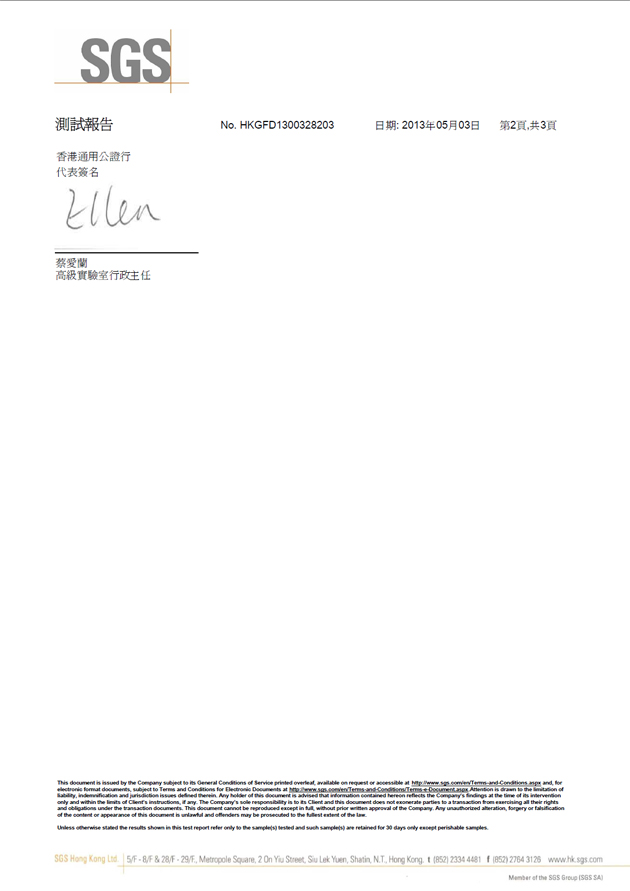 SGS
測試報告 No. HKGFD1300328203 日期: 2013年05月03日 第2頁,共3頁
香港通用公證行
代表簽名
Ellen
蔡愛蘭
高級實驗室行政主任
This document is issued by the Company subject to its General Conditions of Service printed overleaf, available on request or accessible at http://www.sgs.com/en/Terms-and-Conditions.aspx and, for
electronic format documents, subject to Terms and Conditions for Electronic Documents at http://www.sgs.com/en/Terms-and-Conditions/Terms-e-Document.aspx.Attention is drawn to the limitation of
liability, indemnification and jurisdiction issues defined therein. Any holder of this document is advised that information contained hereon reflects the Company's findings at the time of its intervention
only and within the limits of Client's instructions, if any. The Company's sole responsibility is to its Client and this document does not exonerate parties to a transaction from exercising all their rights
and obligations under the transaction documents. This document cannot be reproduced except in full, without prior written approval of the Company. Any unauthorized alteration, forgery or falsification
of the content or appearance of this document is unlawful and offenders may be prosecuted to the fullest extent of the law.
Unless otherwise stated the results shown in this test report refer only to the sample(s) tested and such sample(s) are retained for 30 days only except perishable samples.
SGS Hong Kong Ltd. 5/F - 8/F & 28/F - 29/F., Metropole Square, 2 On Yiu Street, Siu Lek Yuen, Shatin, N.T., Hong Kong. t (852) 2334 4481 f (852) 2764 3126 www.hk.sgs.com
Member of the SGS Group (SGS SA)